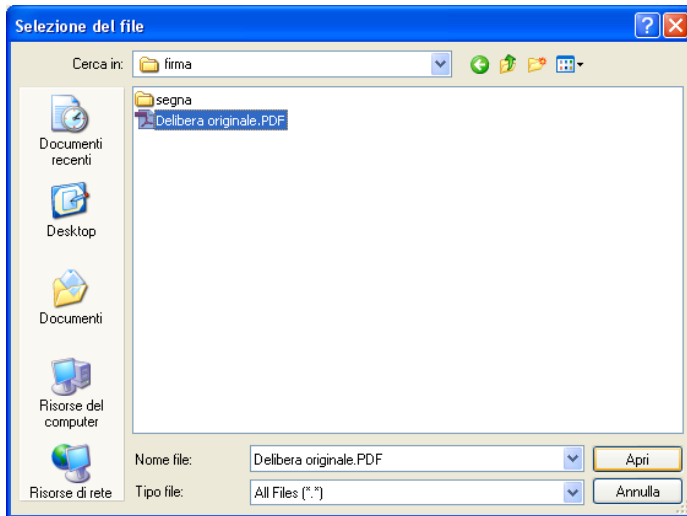 Selezione del file
Cerca in:
firma
segna
Delibera originale.PDF
Documenti
recenti
Desktop
Documenti
Risorse del
computer
Risorse di rete
Nome file:
Delibera originale.PDF
Apri
Tipo file:
All Files (*.*)
Annulla